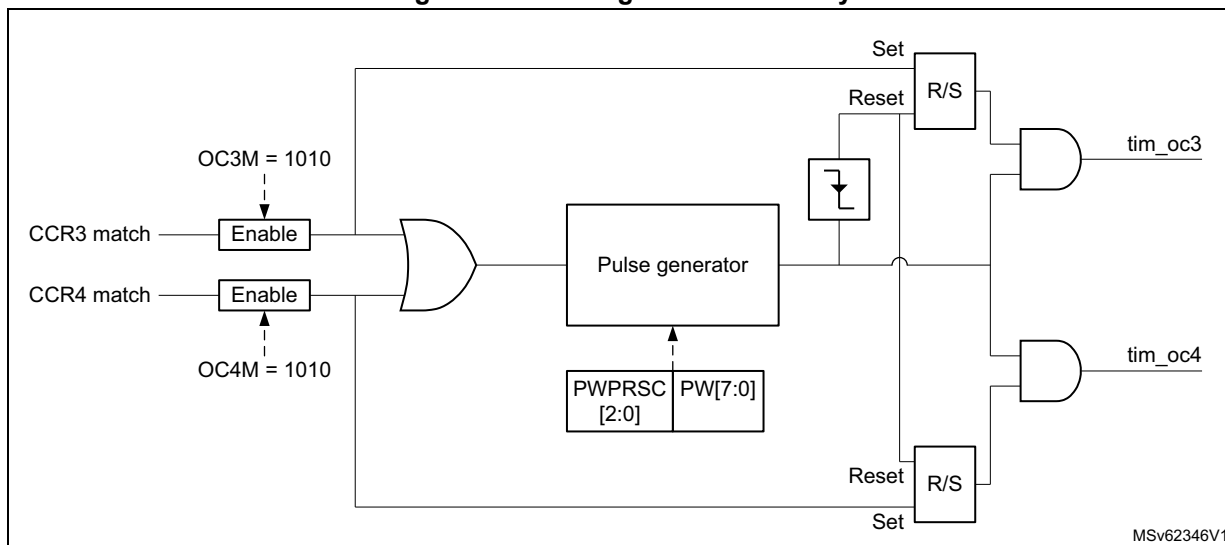 Set
R/S
Reset
OC3M = 1010
tim_oc3
CCR3 match
Enable
Pulse generator
CCR4 match
Enable
OC4M = 1010
tim_oc4
PWPRSC
[2:0]
PW[7:0]
Reset
R/S
Set
MSv62346V1